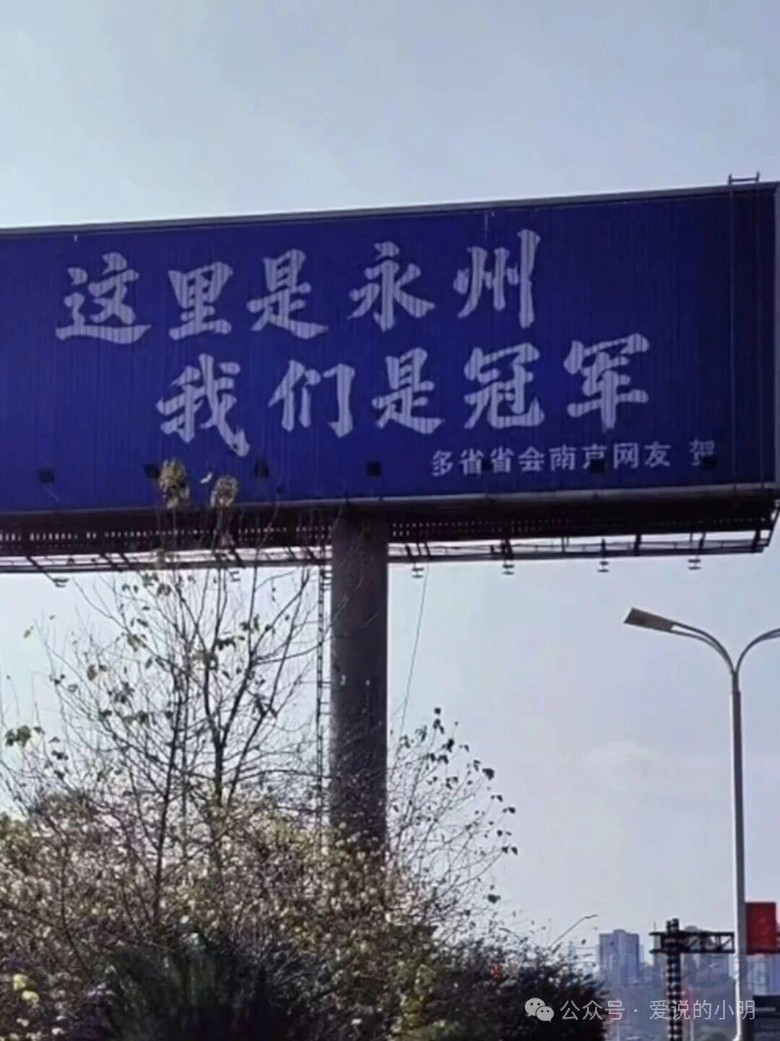 这里是永州
我们是冠军
多省省会南京网友 贺
公众号·爱说的小明